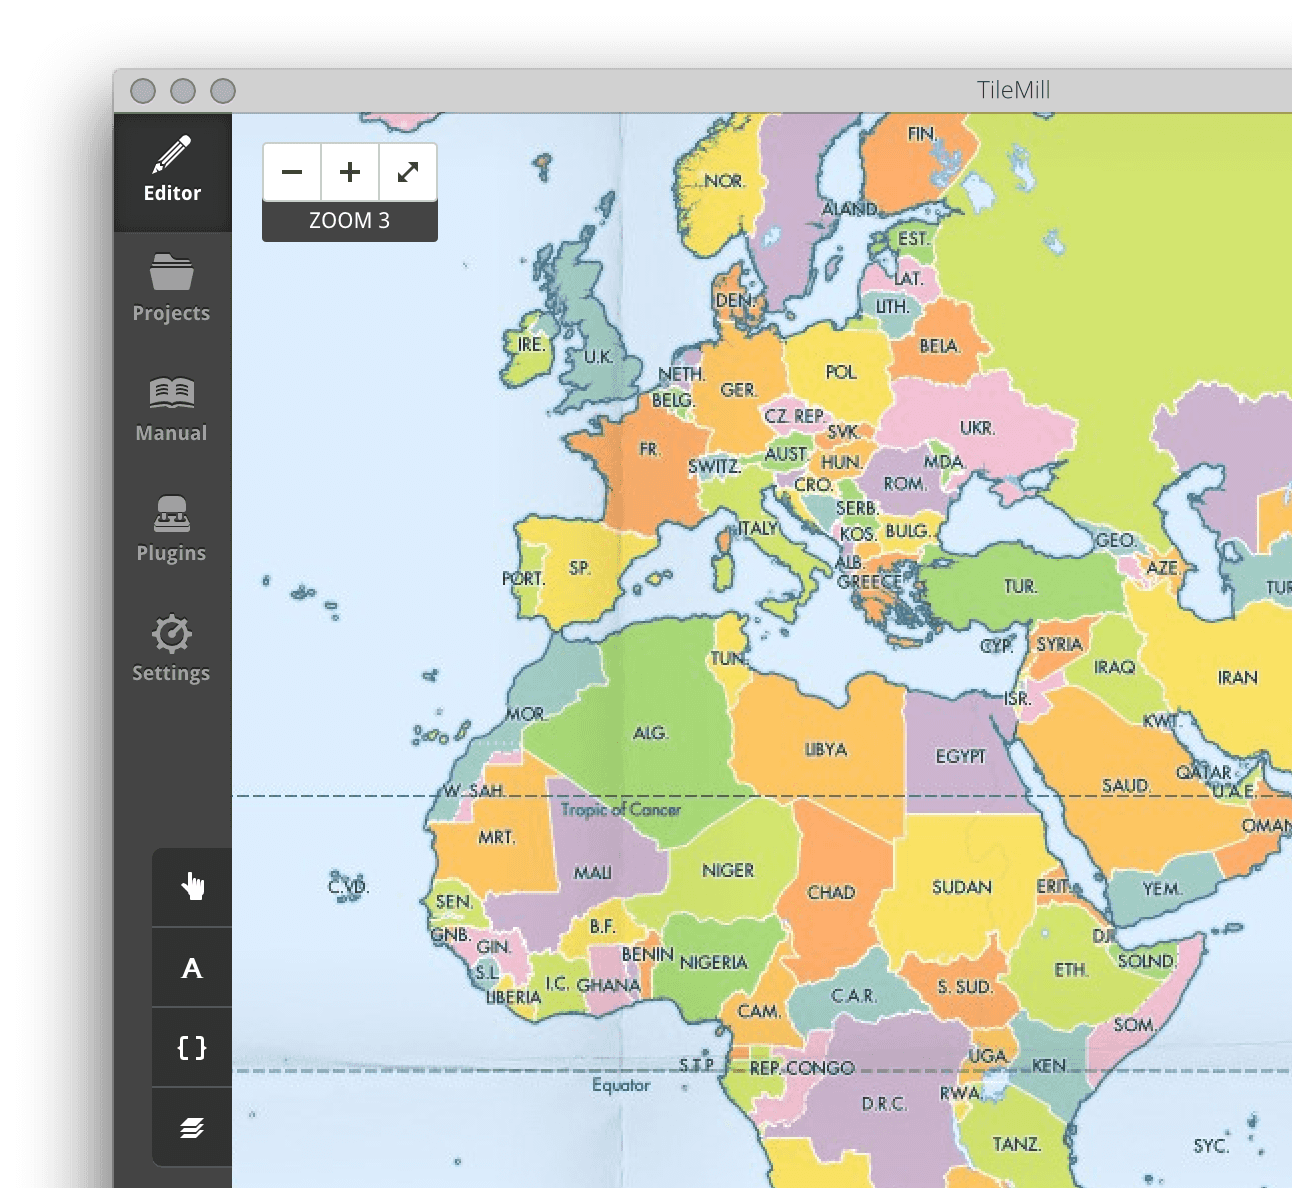 TileMill
Editor
Projects
Manual
Plugins
Settings
A
{}
ZOOM 3
FIN.
NOR.
ALAND
EST.
LAT.
LITH.
DEN.
BELA.
IRE.
U.K.
NETH.
POL
GER.
BELG.
CZ. REP.
UKR.
SVK.
FR.
AUST.
SWITZ.
HUN.
MDA.
CRO.
ROM.
SERB.
ITALY
KOS.
BULG.
GEO.
ALB.
AZE.
SP.
PORT.
GREECE
TUR.
TUR
CYP.
SYRIA
TUN.
IRAQ
IRAN
ISR.
MOR.
KWT.
ALG.
LIBYA
EGYPT
QATAR
SAUD.
W. SAH.
U.A.E.
Tropic of Cancer
OMAN
MRT.
MALI
NIGER
C.VD.
CHAD
SUDAN
ERIT.
YEM.
SEN.
B.F.
GNB.
DJI.
GIN.
BENIN
NIGERIA
SOLND.
S.L.
ETH.
I.C.
GHANA
LIBERIA
C.A.R.
S. SUD.
CAM.
SOM.
UGA.
S.T.P.
REP. CONGO
KEN.
Equator
RWA.
D.R.C.
TANZ.
SYC.